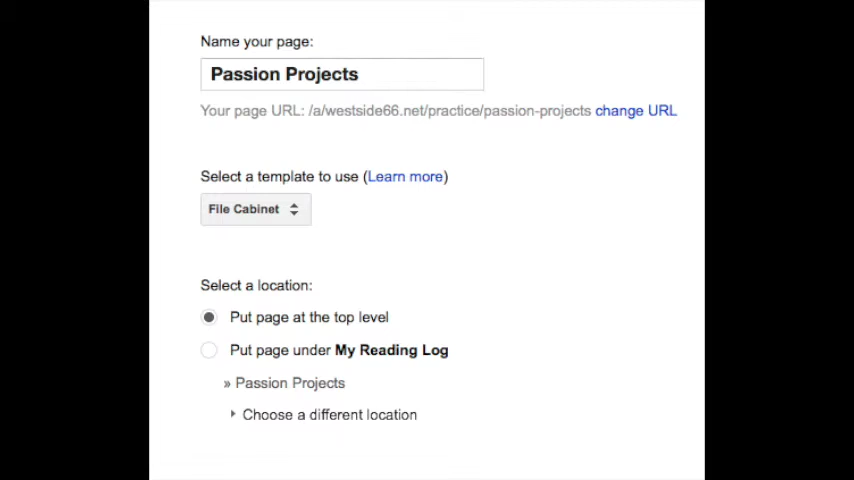 Name your page:
Passion Projects
Your page URL: /a/westside66.net/practice/passion-projects change URL
Select a template to use (Learn more)
File Cabinet
Select a location:
Put page at the top level
Put page under My Reading Log
» Passion Projects
Choose a different location